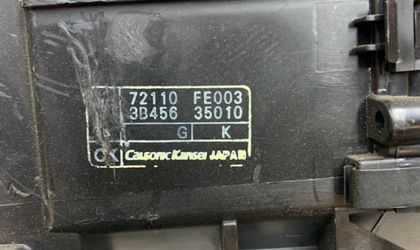 72110 FE003
3B456 35010
G K
OK Calsonic Kansei JAPAN